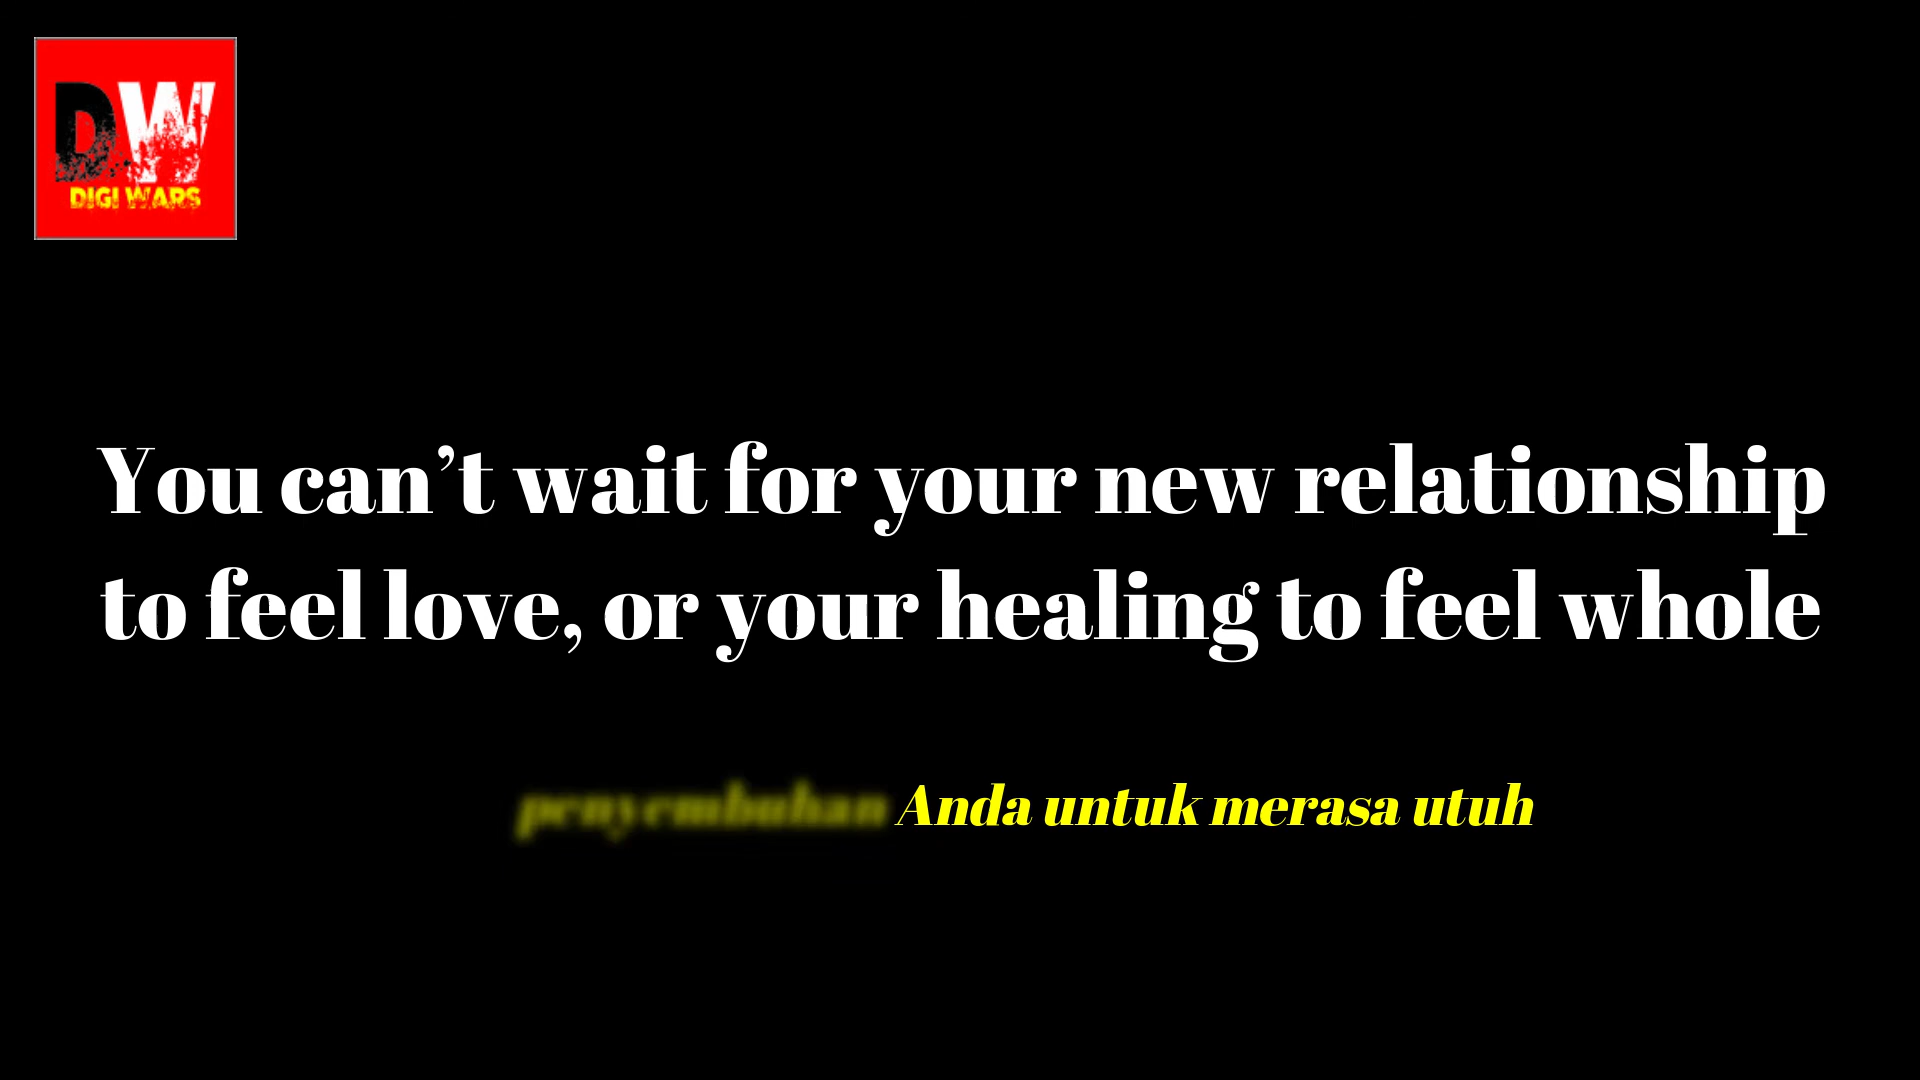 DW
DIGI WARS
You can’t wait for your new relationship
to feel love, or your healing to feel whole
penyembuhan Anda untuk merasa utuh